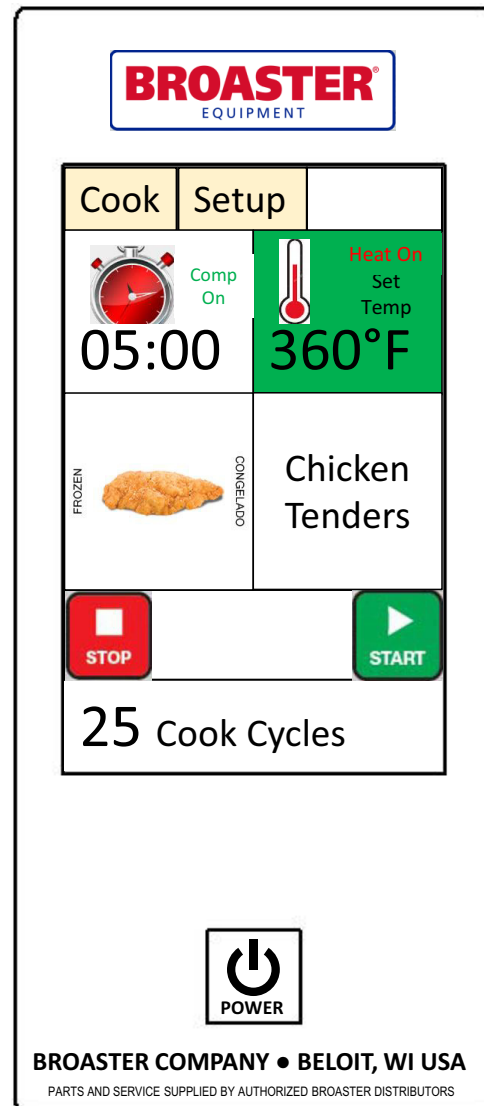 BROASTER®
EQUIPMENT
Cook Setup
Comp
On
05:00
Heat On
Set
Temp
360°F
FROZEN
CONGELADO
Chicken
Tenders
STOP
START
25 Cook Cycles
POWER
BROASTER COMPANY ● BELOIT, WI USA
PARTS AND SERVICE SUPPLIED BY AUTHORIZED BROASTER DISTRIBUTORS